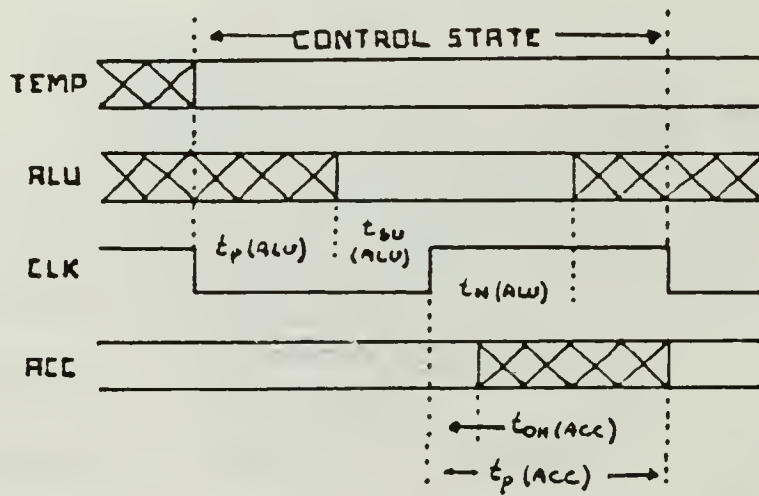 CONTROL STATE
TEMP
ALU
tp (ALU)
tsu (ALU)
CLK
tH (ALU)
ACC
tOH (ACC)
tp (ACC)